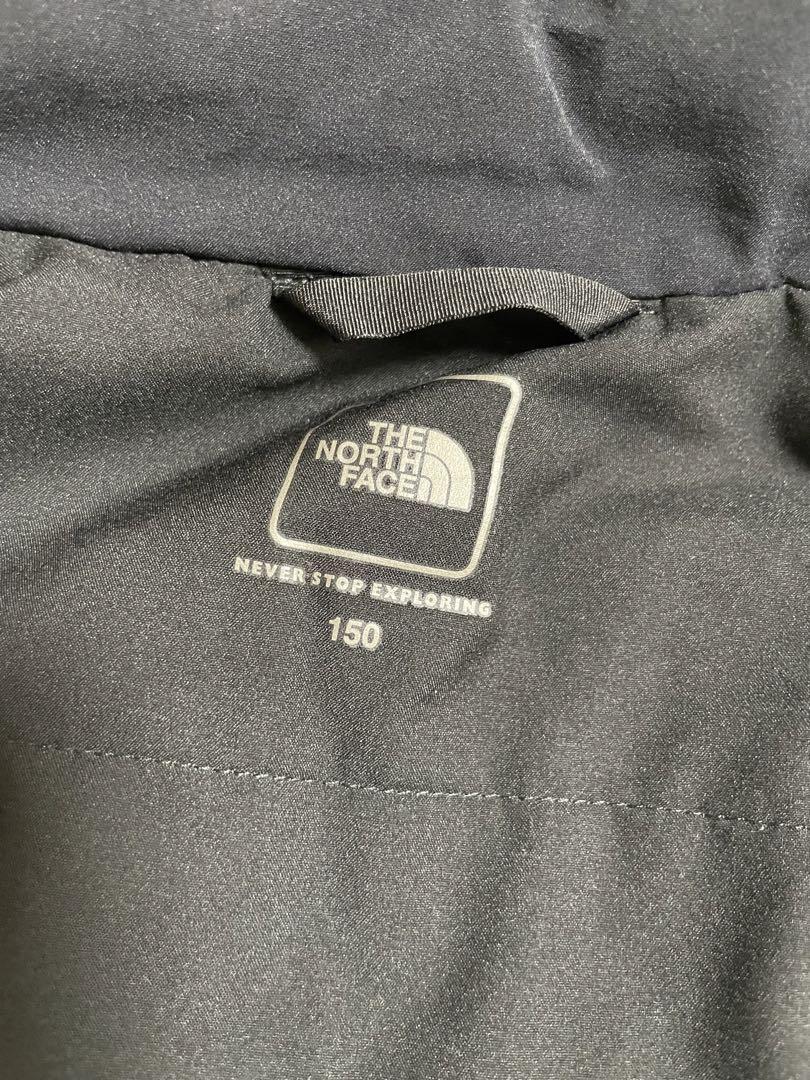 THE
NORTH
FACE
NEVER STOP EXPLORING
150